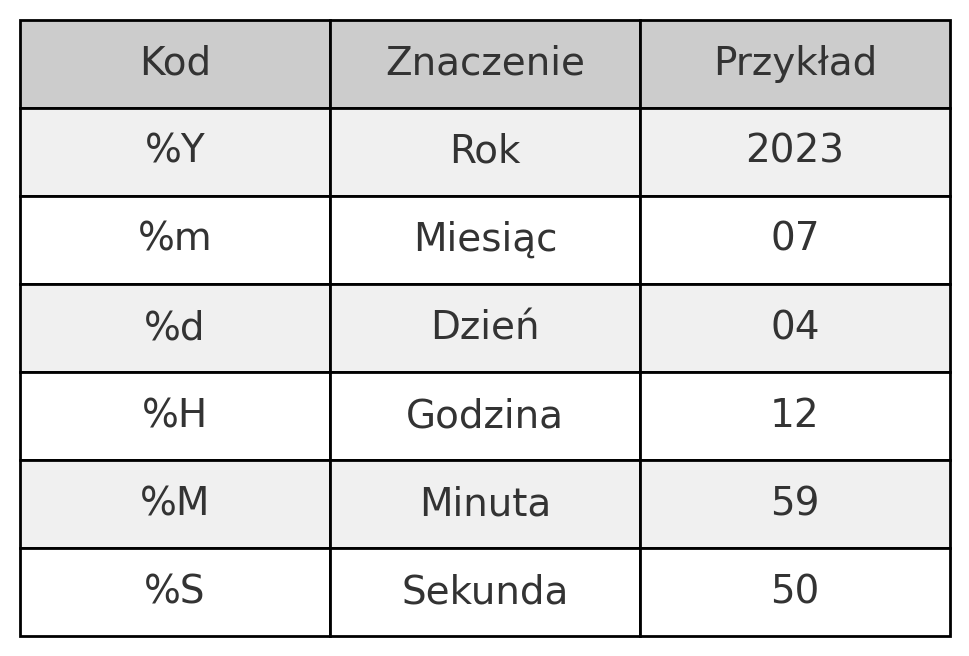 Kod Znaczenie Przykład
%Y Rok 2023
%m Miesiąc 07
%d Dzień 04
%H Godzina 12
%M Minuta 59
%S Sekunda 50